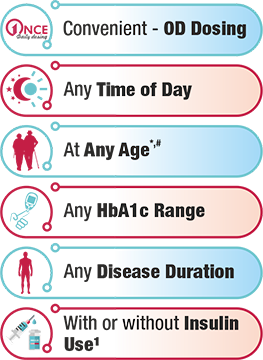 ONCE
Daily dosing
Convenient - OD Dosing
Any Time of Day
At Any Age*,#
Any HbA1c Range
Any Disease Duration
With or without Insulin
Use¹